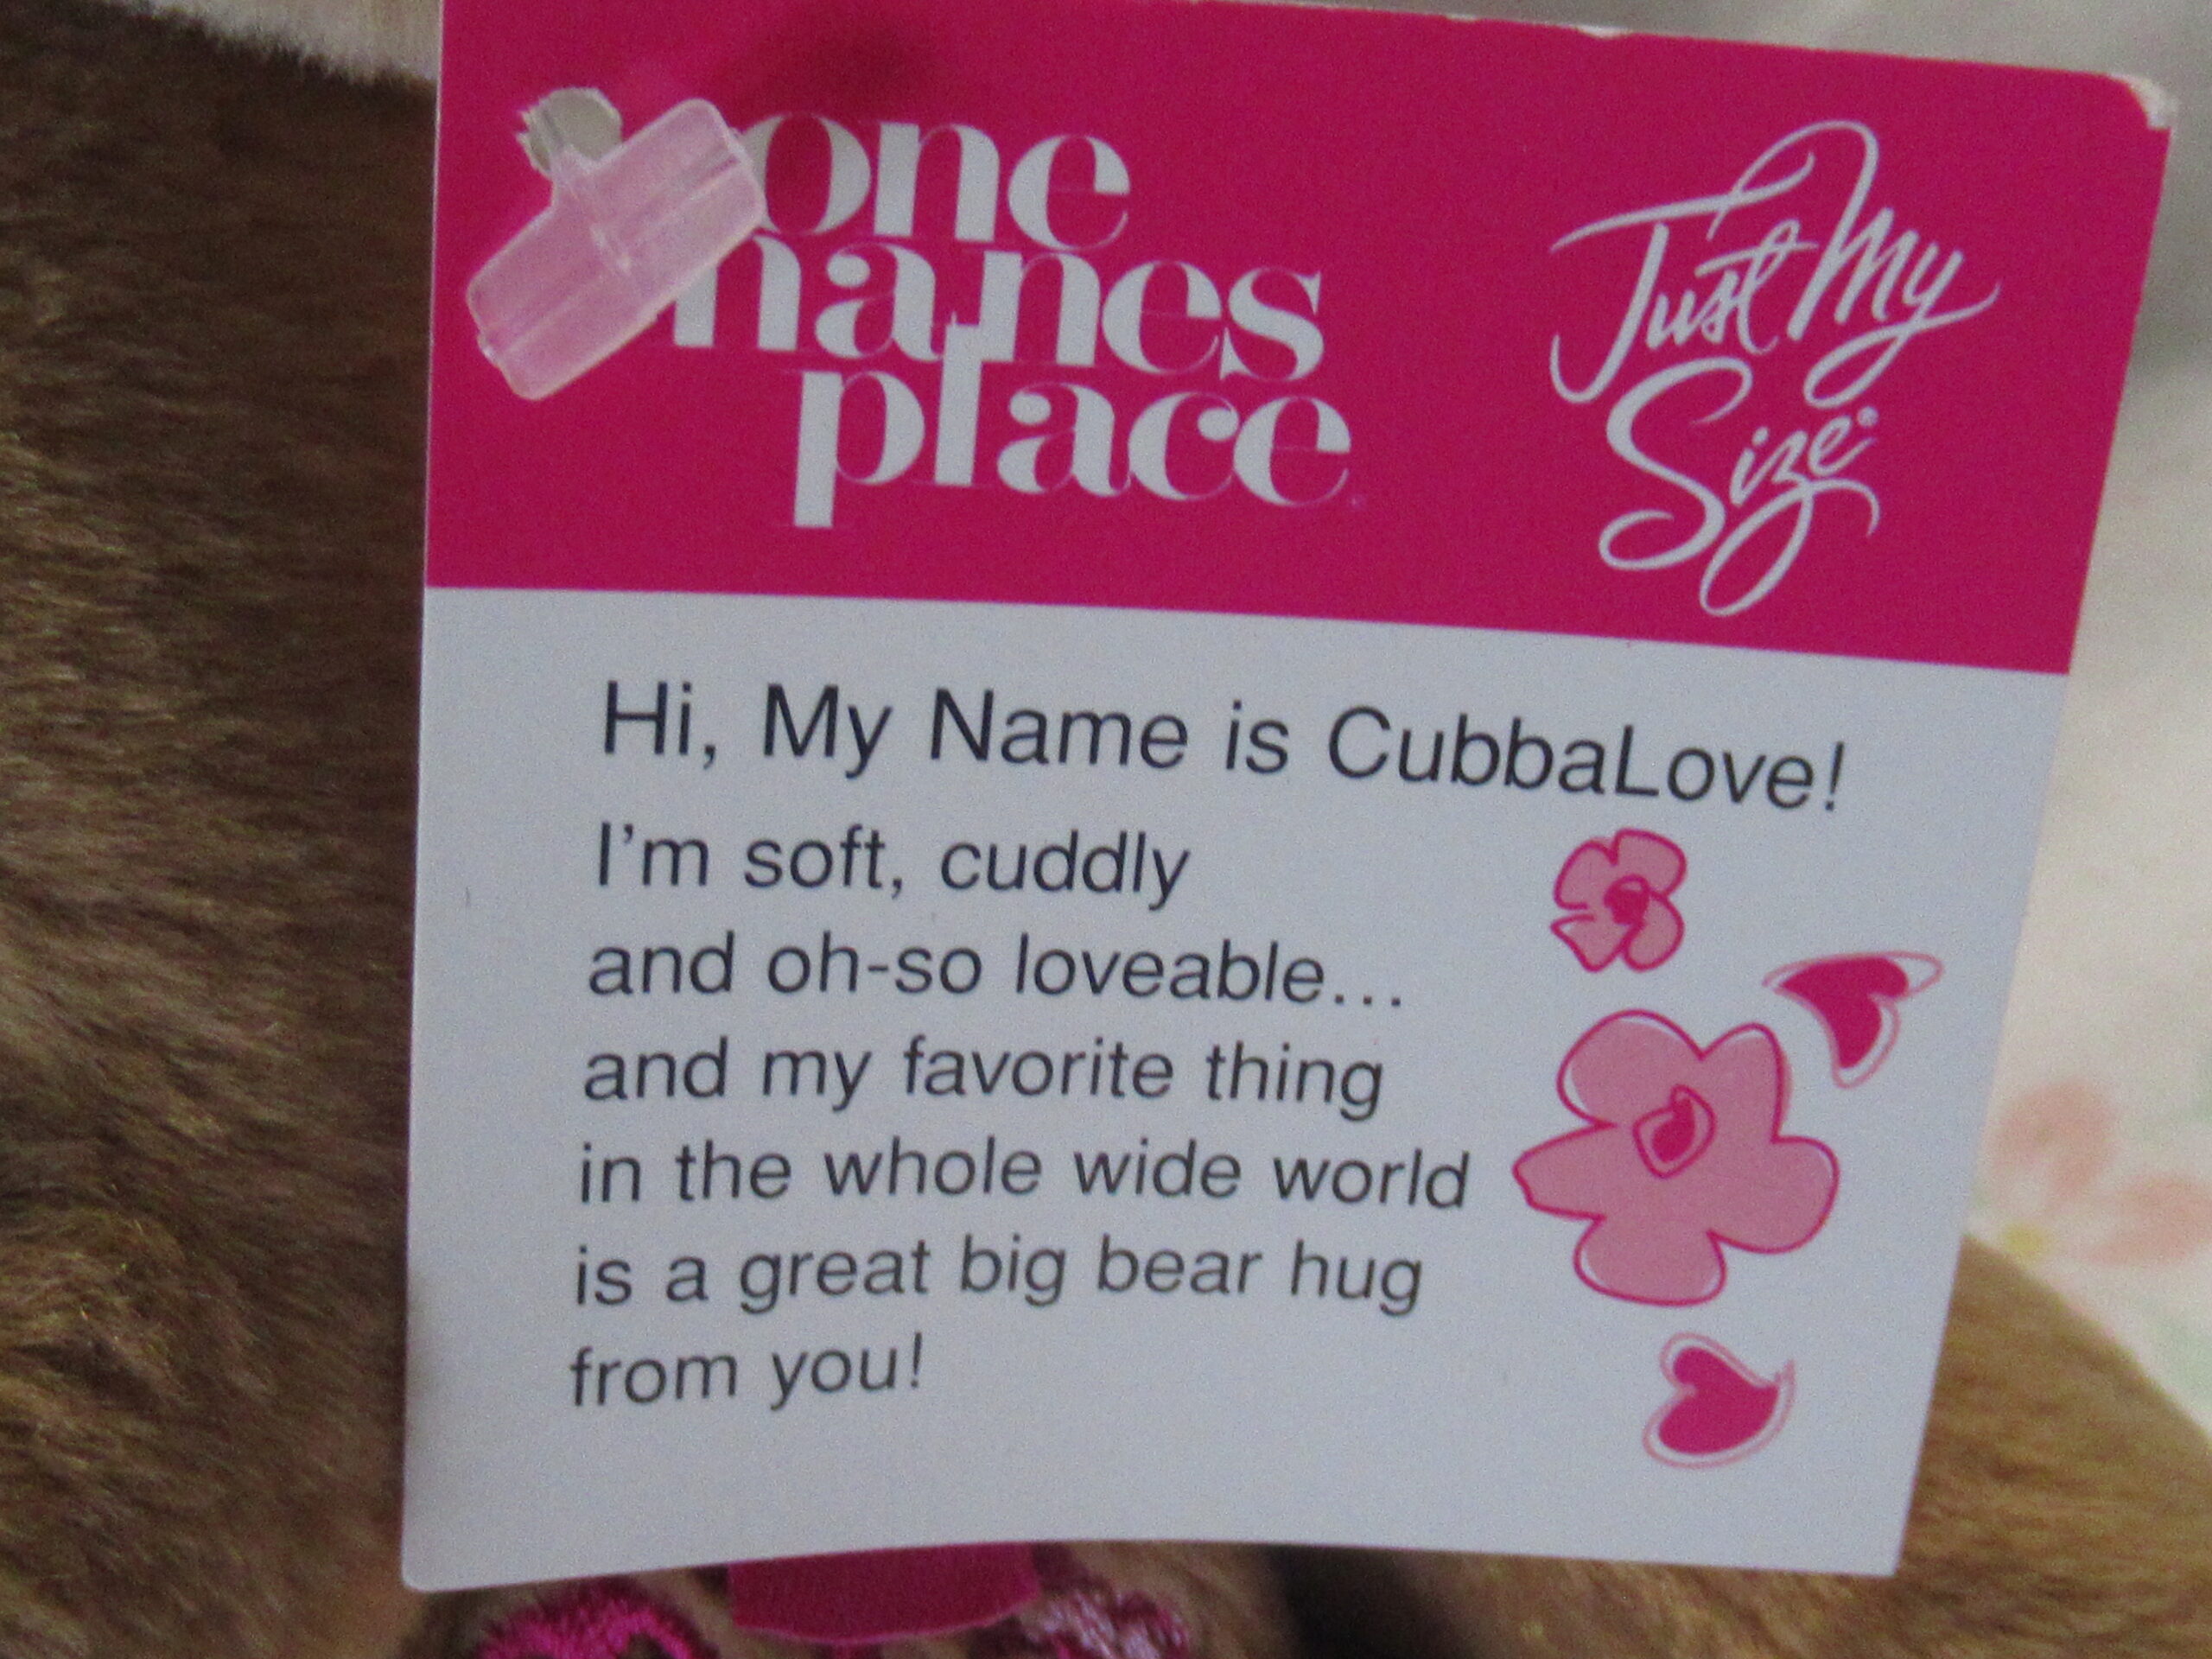 one
hanes
place
Just My
Size
Hi, My Name is CubbaLove!
I'm soft, cuddly
and oh-so loveable...
and my favorite thing
in the whole wide world
is a great big bear hug
from you!